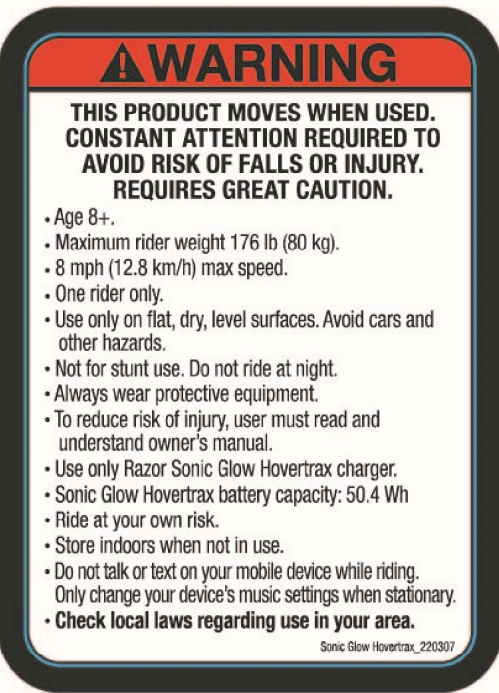 WARNING
THIS PRODUCT MOVES WHEN USED.
CONSTANT ATTENTION REQUIRED TO
AVOID RISK OF FALLS OR INJURY.
REQUIRES GREAT CAUTION.
• Age 8+.
• Maximum rider weight 176 lb (80 kg).
• 8 mph (12.8 km/h) max speed.
• One rider only.
• Use only on flat, dry, level surfaces. Avoid cars and
other hazards.
• Not for stunt use. Do not ride at night.
• Always wear protective equipment.
• To reduce risk of injury, user must read and
understand owner's manual.
• Use only Razor Sonic Glow Hovertrax charger.
• Sonic Glow Hovertrax battery capacity: 50.4 Wh
• Ride at your own risk.
• Store indoors when not in use.
• Do not talk or text on your mobile device while riding.
Only change your device's music settings when stationary.
• Check local laws regarding use in your area.
Sonic Glow Hovertrax_220307